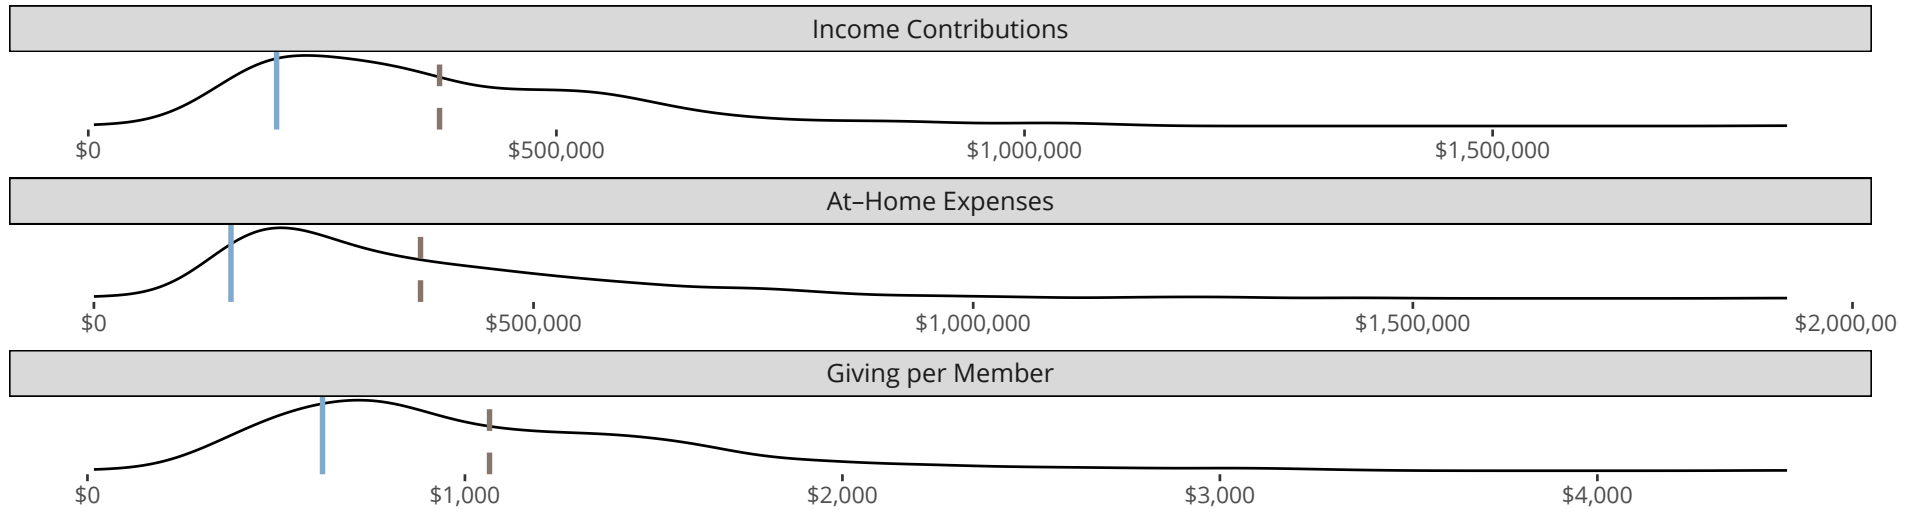 Income Contributions
$0 $500,000 $1,000,000 $1,500,000
At–Home Expenses
$0 $500,000 $1,000,000 $1,500,000 $2,000,00
Giving per Member
$0 $1,000 $2,000 $3,000 $4,000